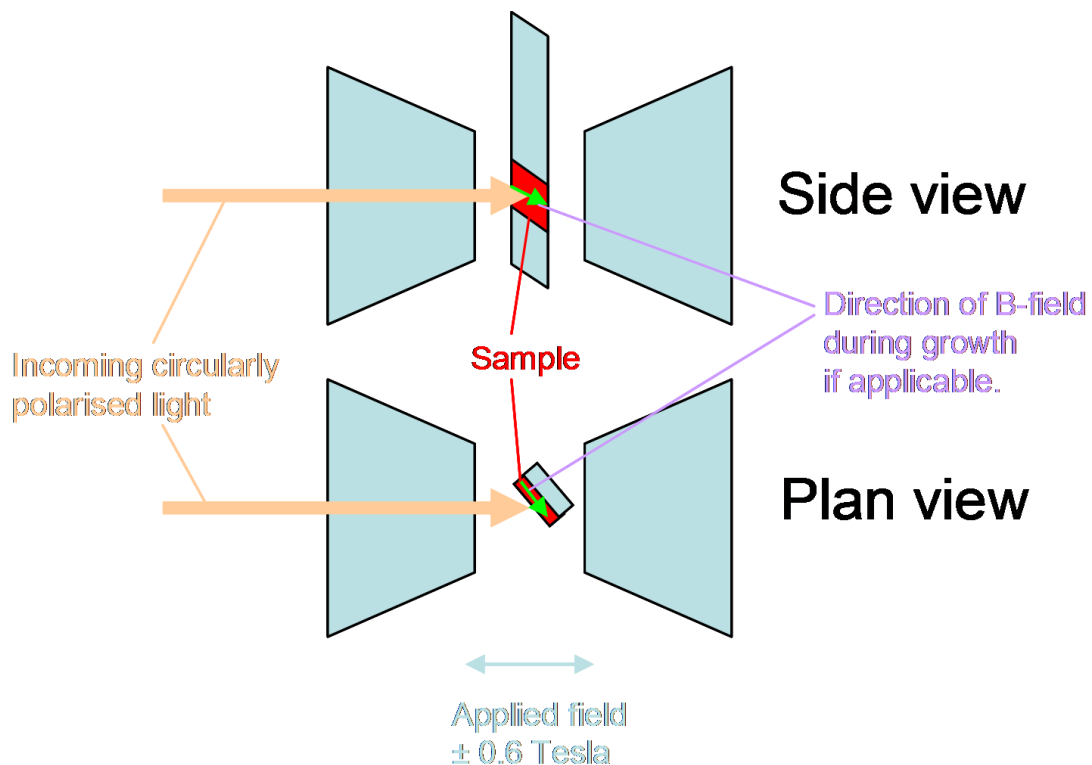 Side view
Direction of B-field
during growth
if applicable.
Sample
Incoming circularly
polarised light
Plan view
Applied field
± 0.6 Tesla